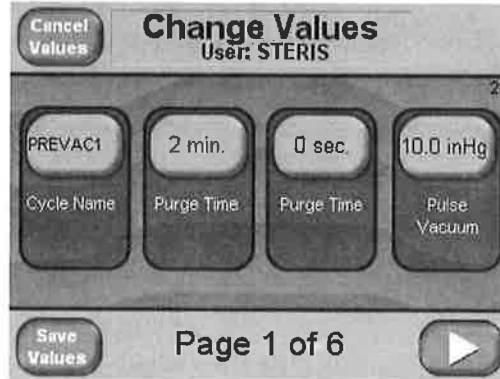 Cancel
Values
Change Values
User: STERIS
2
PREVAC1
2 min.
0 sec.
10.0 inHg
Cycle Name
Purge Time
Purge Time
Pulse
Vacuum
Save
Values
Page 1 of 6